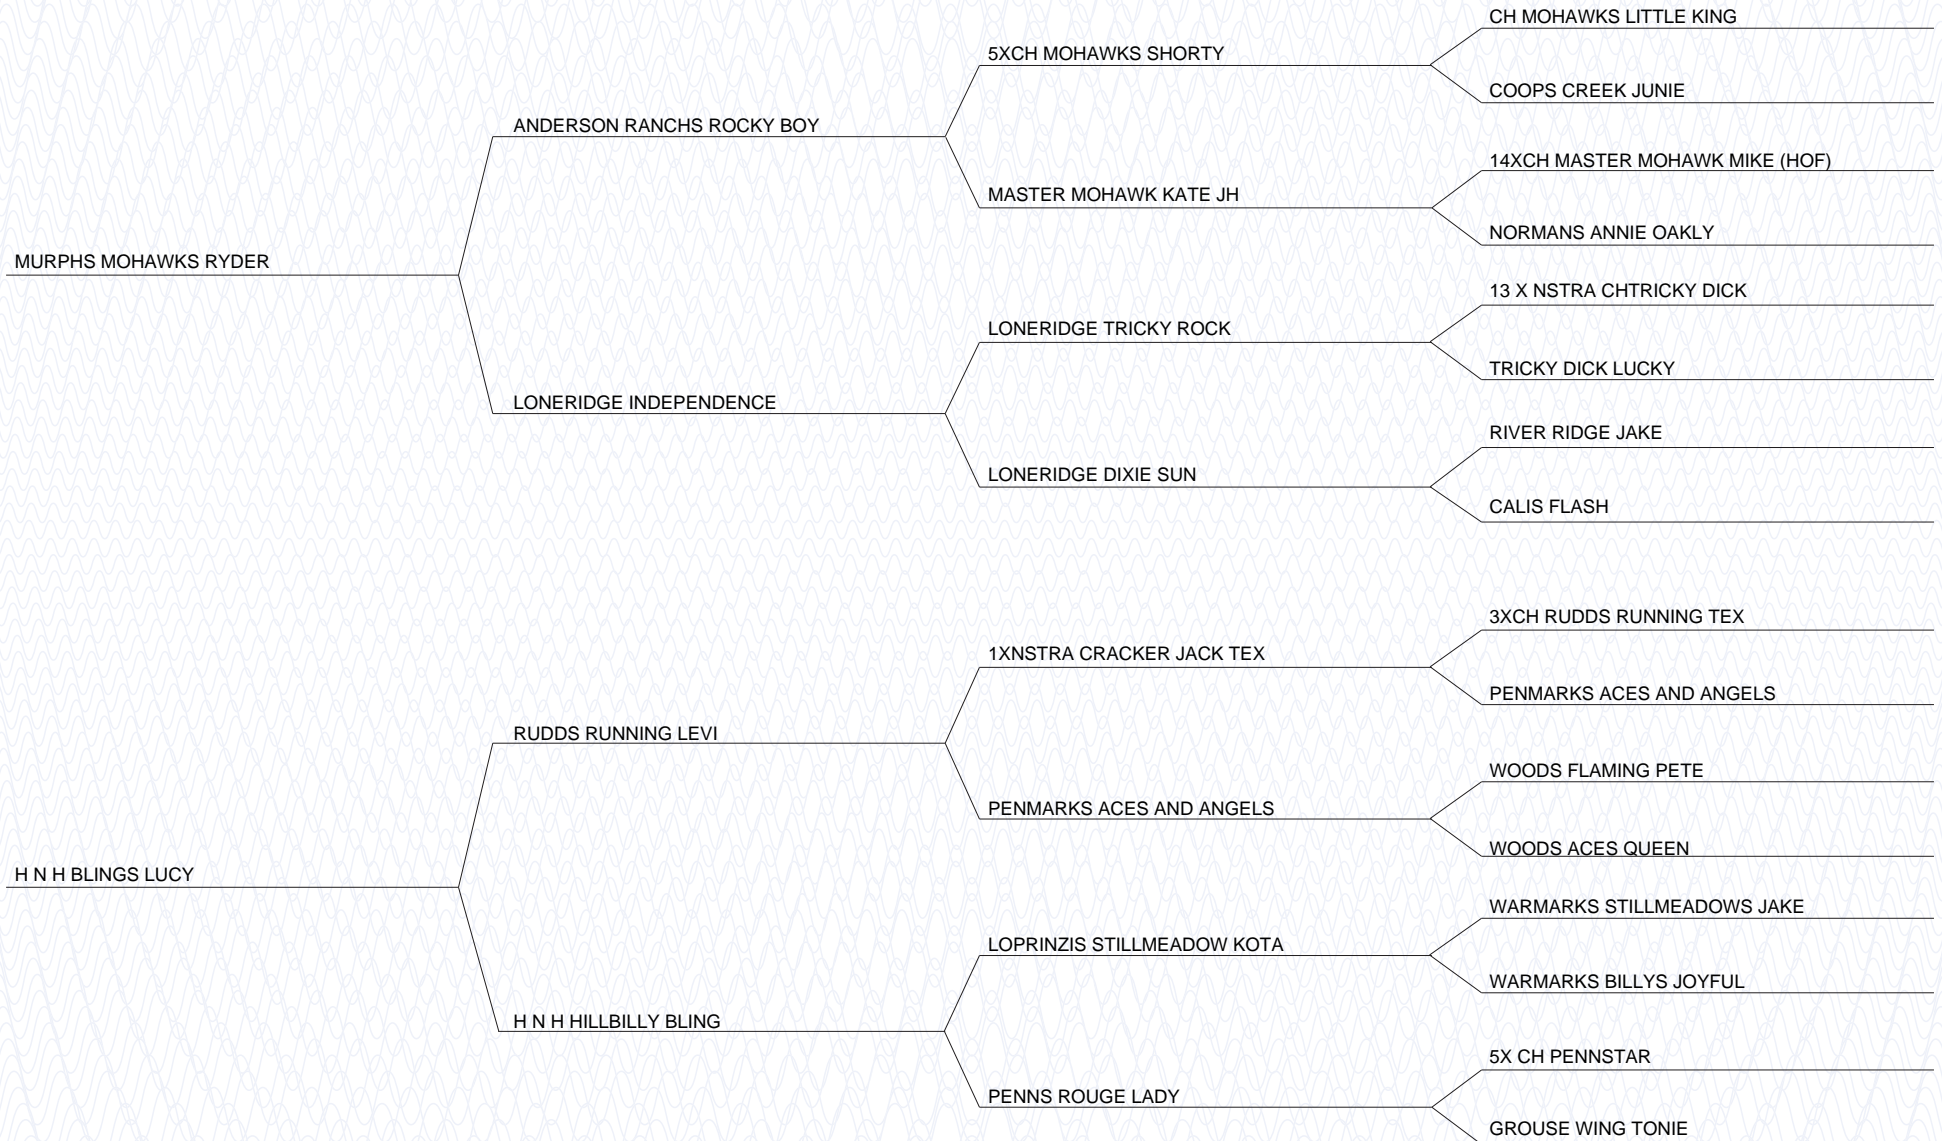 CH MOHAWKS LITTLE KING
5XCH MOHAWKS SHORTY
COOPS CREEK JUNIE
ANDERSON RANCHS ROCKY BOY
14XCH MASTER MOHAWK MIKE (HOF)
MASTER MOHAWK KATE JH
NORMANS ANNIE OAKLY
MURPHS MOHAWKS RYDER
13 X NSTRA CHTRICKY DICK
LONERIDGE TRICKY ROCK
TRICKY DICK LUCKY
LONERIDGE INDEPENDENCE
RIVER RIDGE JAKE
LONERIDGE DIXIE SUN
CALIS FLASH
3XCH RUDDS RUNNING TEX
1XNSTRA CRACKER JACK TEX
PENMARKS ACES AND ANGELS
RUDDS RUNNING LEVI
WOODS FLAMING PETE
PENMARKS ACES AND ANGELS
WOODS ACES QUEEN
H N H BLINGS LUCY
WARMARKS STILLMEADOWS JAKE
LOPRINZIS STILLMEADOW KOTA
WARMARKS BILLYS JOYFUL
H N H HILLBILLY BLING
5X CH PENNSTAR
PENNS ROUGE LADY
GROUSE WING TONIE